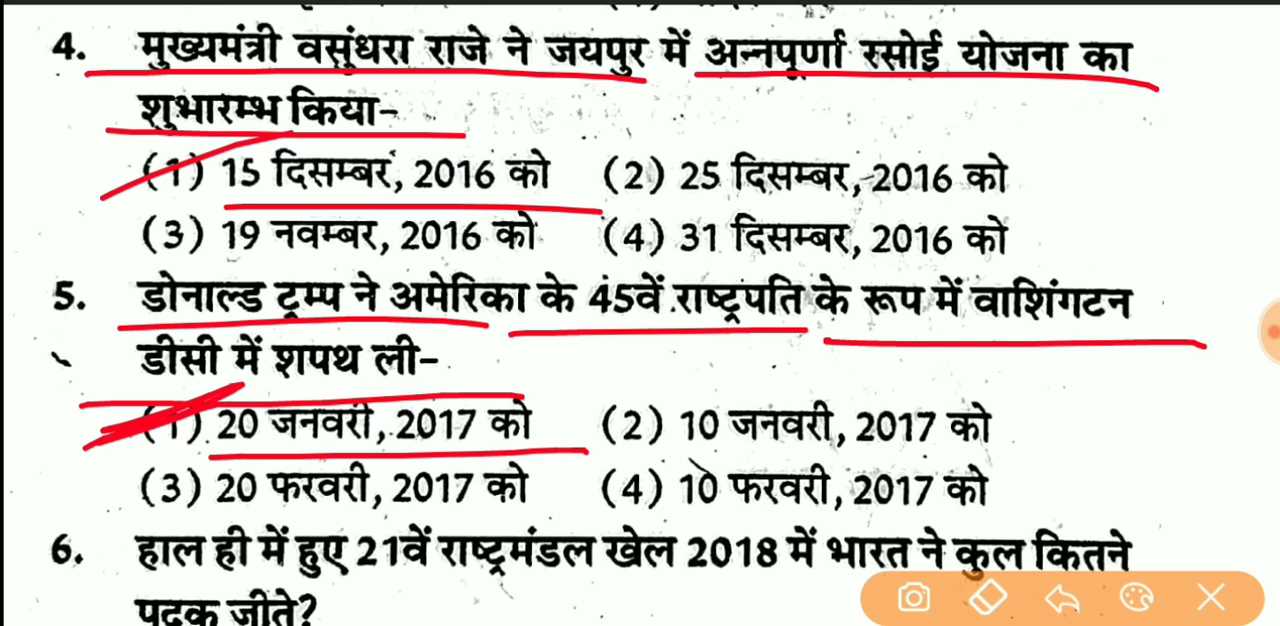 4. मुख्यमंत्री वसुंधरा राजे ने जयपुर में अन्नपूर्णा रसोई योजना का
शुभारम्भ किया-
(1) 15 दिसम्बर, 2016 को (2) 25 दिसम्बर, 2016 को
(3) 19 नवम्बर, 2016 को (4) 31 दिसम्बर, 2016 को
5. डोनाल्ड ट्रम्प ने अमेरिका के 45वें राष्ट्रपति के रूप में वाशिंगटन
डीसी में शपथ ली-
(1) 20 जनवरी, 2017 को (2) 10 जनवरी, 2017 को
(3) 20 फरवरी, 2017 को (4) 10 फरवरी, 2017 को
6. हाल ही में हुए 21वें राष्ट्रमंडल खेल 2018 में भारत ने कुल कितने
पदक जीते?